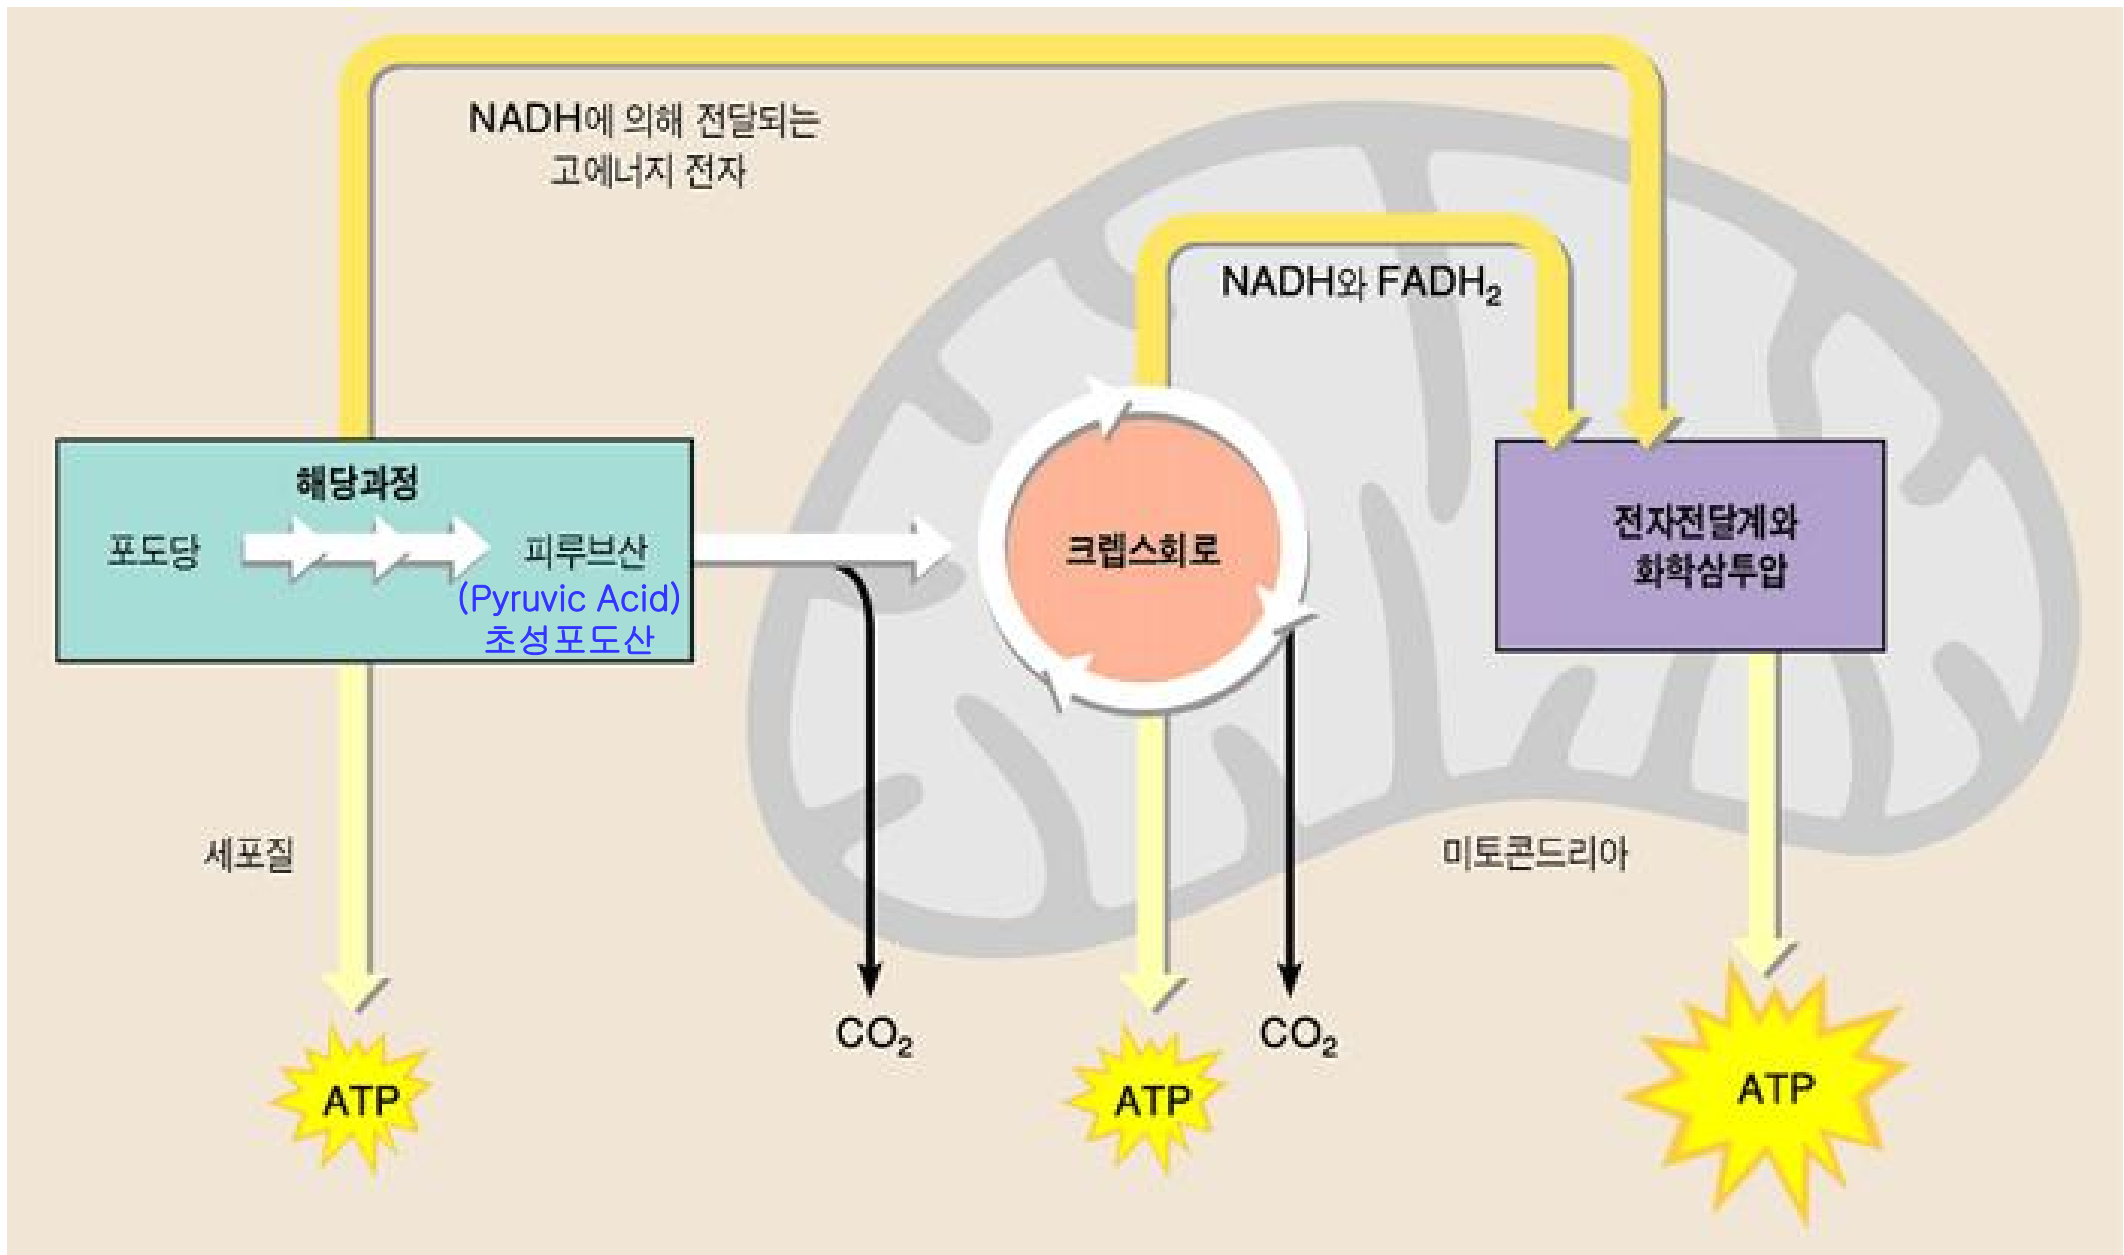 NADH에 의해 전달되는
고에너지 전자
NADH와 FADH₂
해당과정
포도당
피루브산
(Pyruvic Acid)
초성포도산
크렙스회로
전자전달계와
화학삼투압
세포질
미토콘드리아
CO₂
CO₂
ATP
ATP
ATP